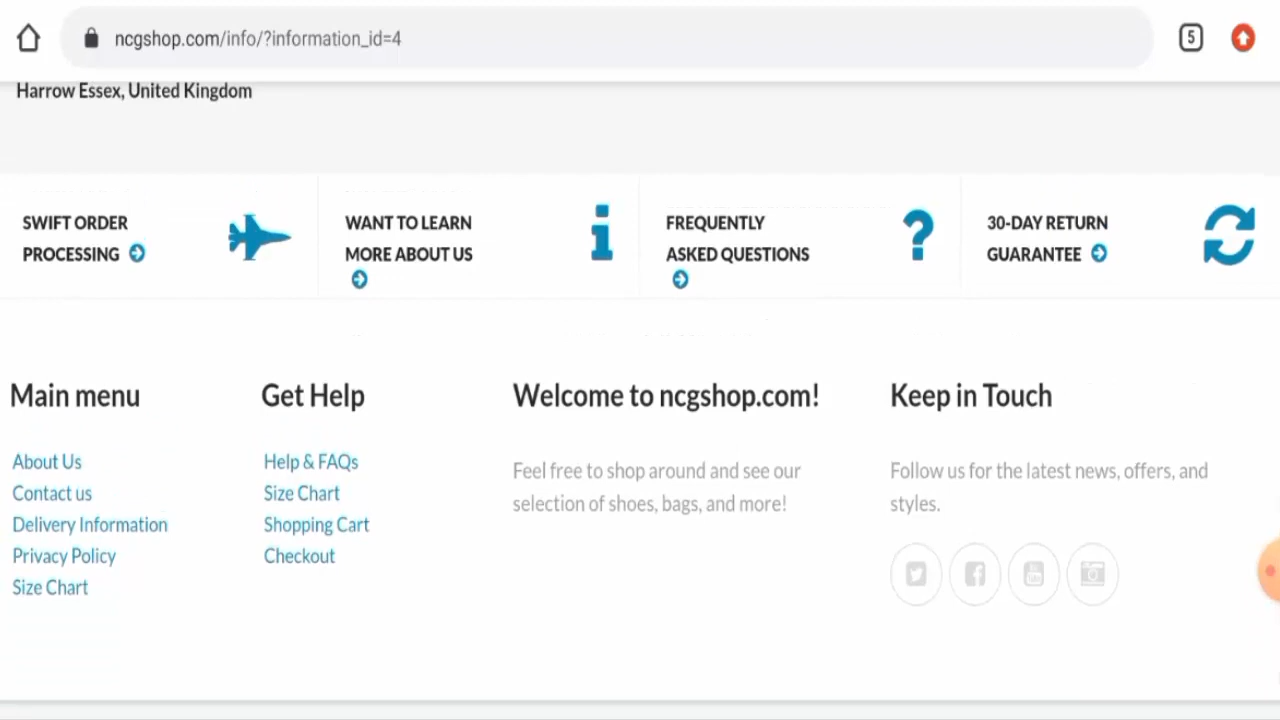 ncgshop.com/info/?information_id=4
5
Harrow Essex, United Kingdom
SWIFT ORDER
PROCESSING
WANT TO LEARN
MORE ABOUT US
FREQUENTLY
ASKED QUESTIONS
30-DAY RETURN
GUARANTEE
Main menu
About Us
Contact us
Delivery Information
Privacy Policy
Size Chart
Get Help
Help & FAQs
Size Chart
Shopping Cart
Checkout
Welcome to ncgshop.com!
Feel free to shop around and see our
selection of shoes, bags, and more!
Keep in Touch
Follow us for the latest news, offers, and
styles.